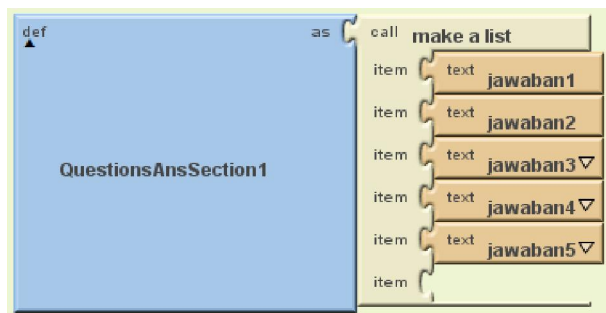 def as call make a list
item text jawaban1
item text jawaban2
QuestionsAnsSection1 item text jawaban3
item text jawaban4
item text jawaban5
item